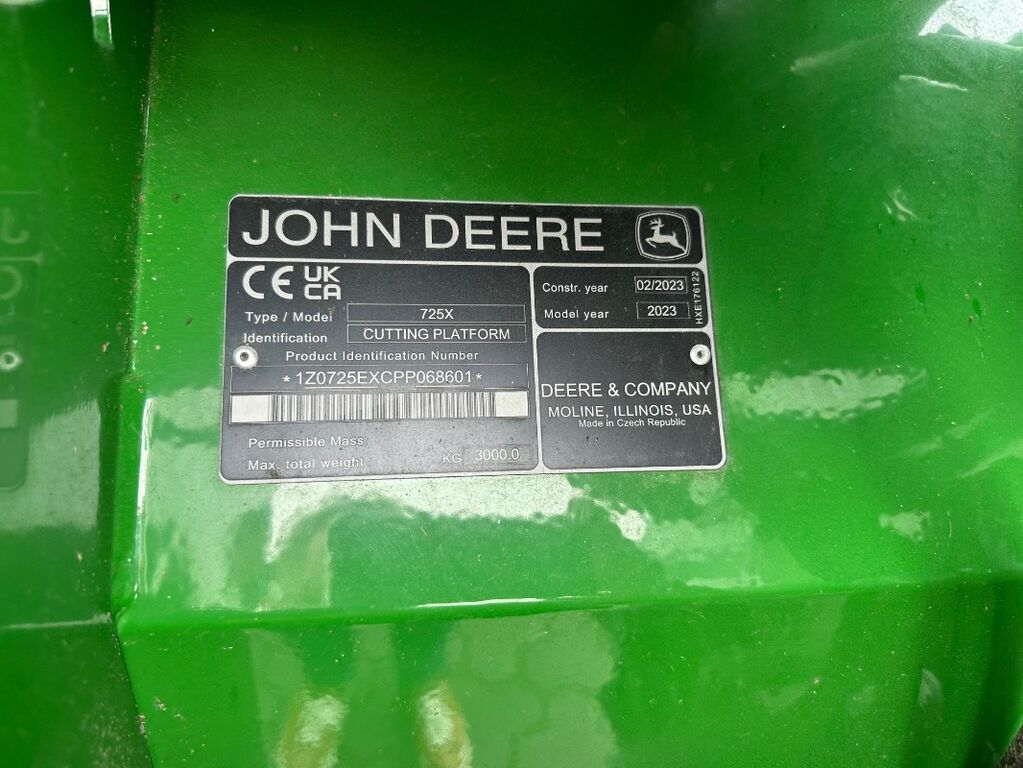 JOHN DEERE
CE UK CA
Type / Model 725X
Identification CUTTING PLATFORM
Product Identification Number
*1Z0725EXCPP068601*
Permissible Mass
Max. total weight KG 3000.0
Constr. year 02/2023
Model year 2023
HXE176122
DEERE & COMPANY
MOLINE, ILLINOIS, USA
Made in Czech Republic